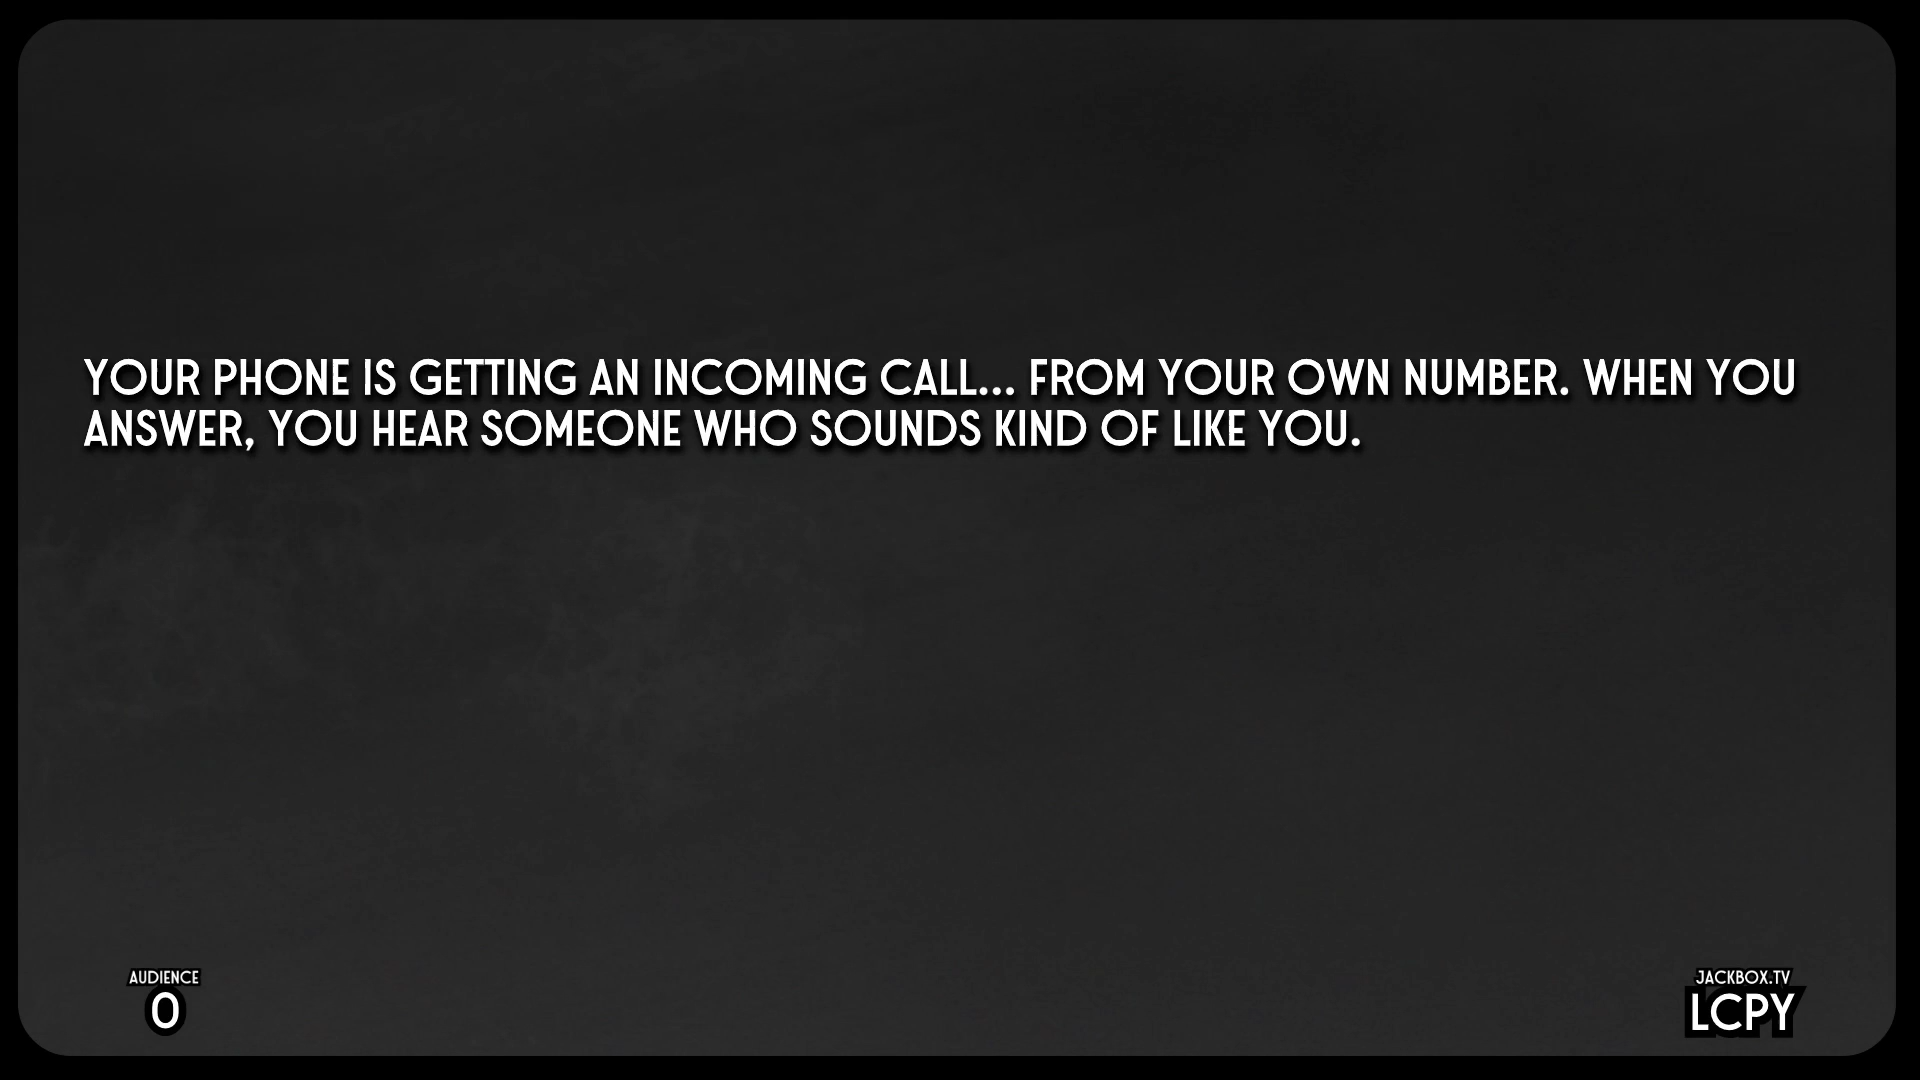 YOUR PHONE IS GETTING AN INCOMING CALL... FROM YOUR OWN NUMBER. WHEN YOU
ANSWER, YOU HEAR SOMEONE WHO SOUNDS KIND OF LIKE YOU.
AUDIENCE
0
JACKBOX.TV
LCPY